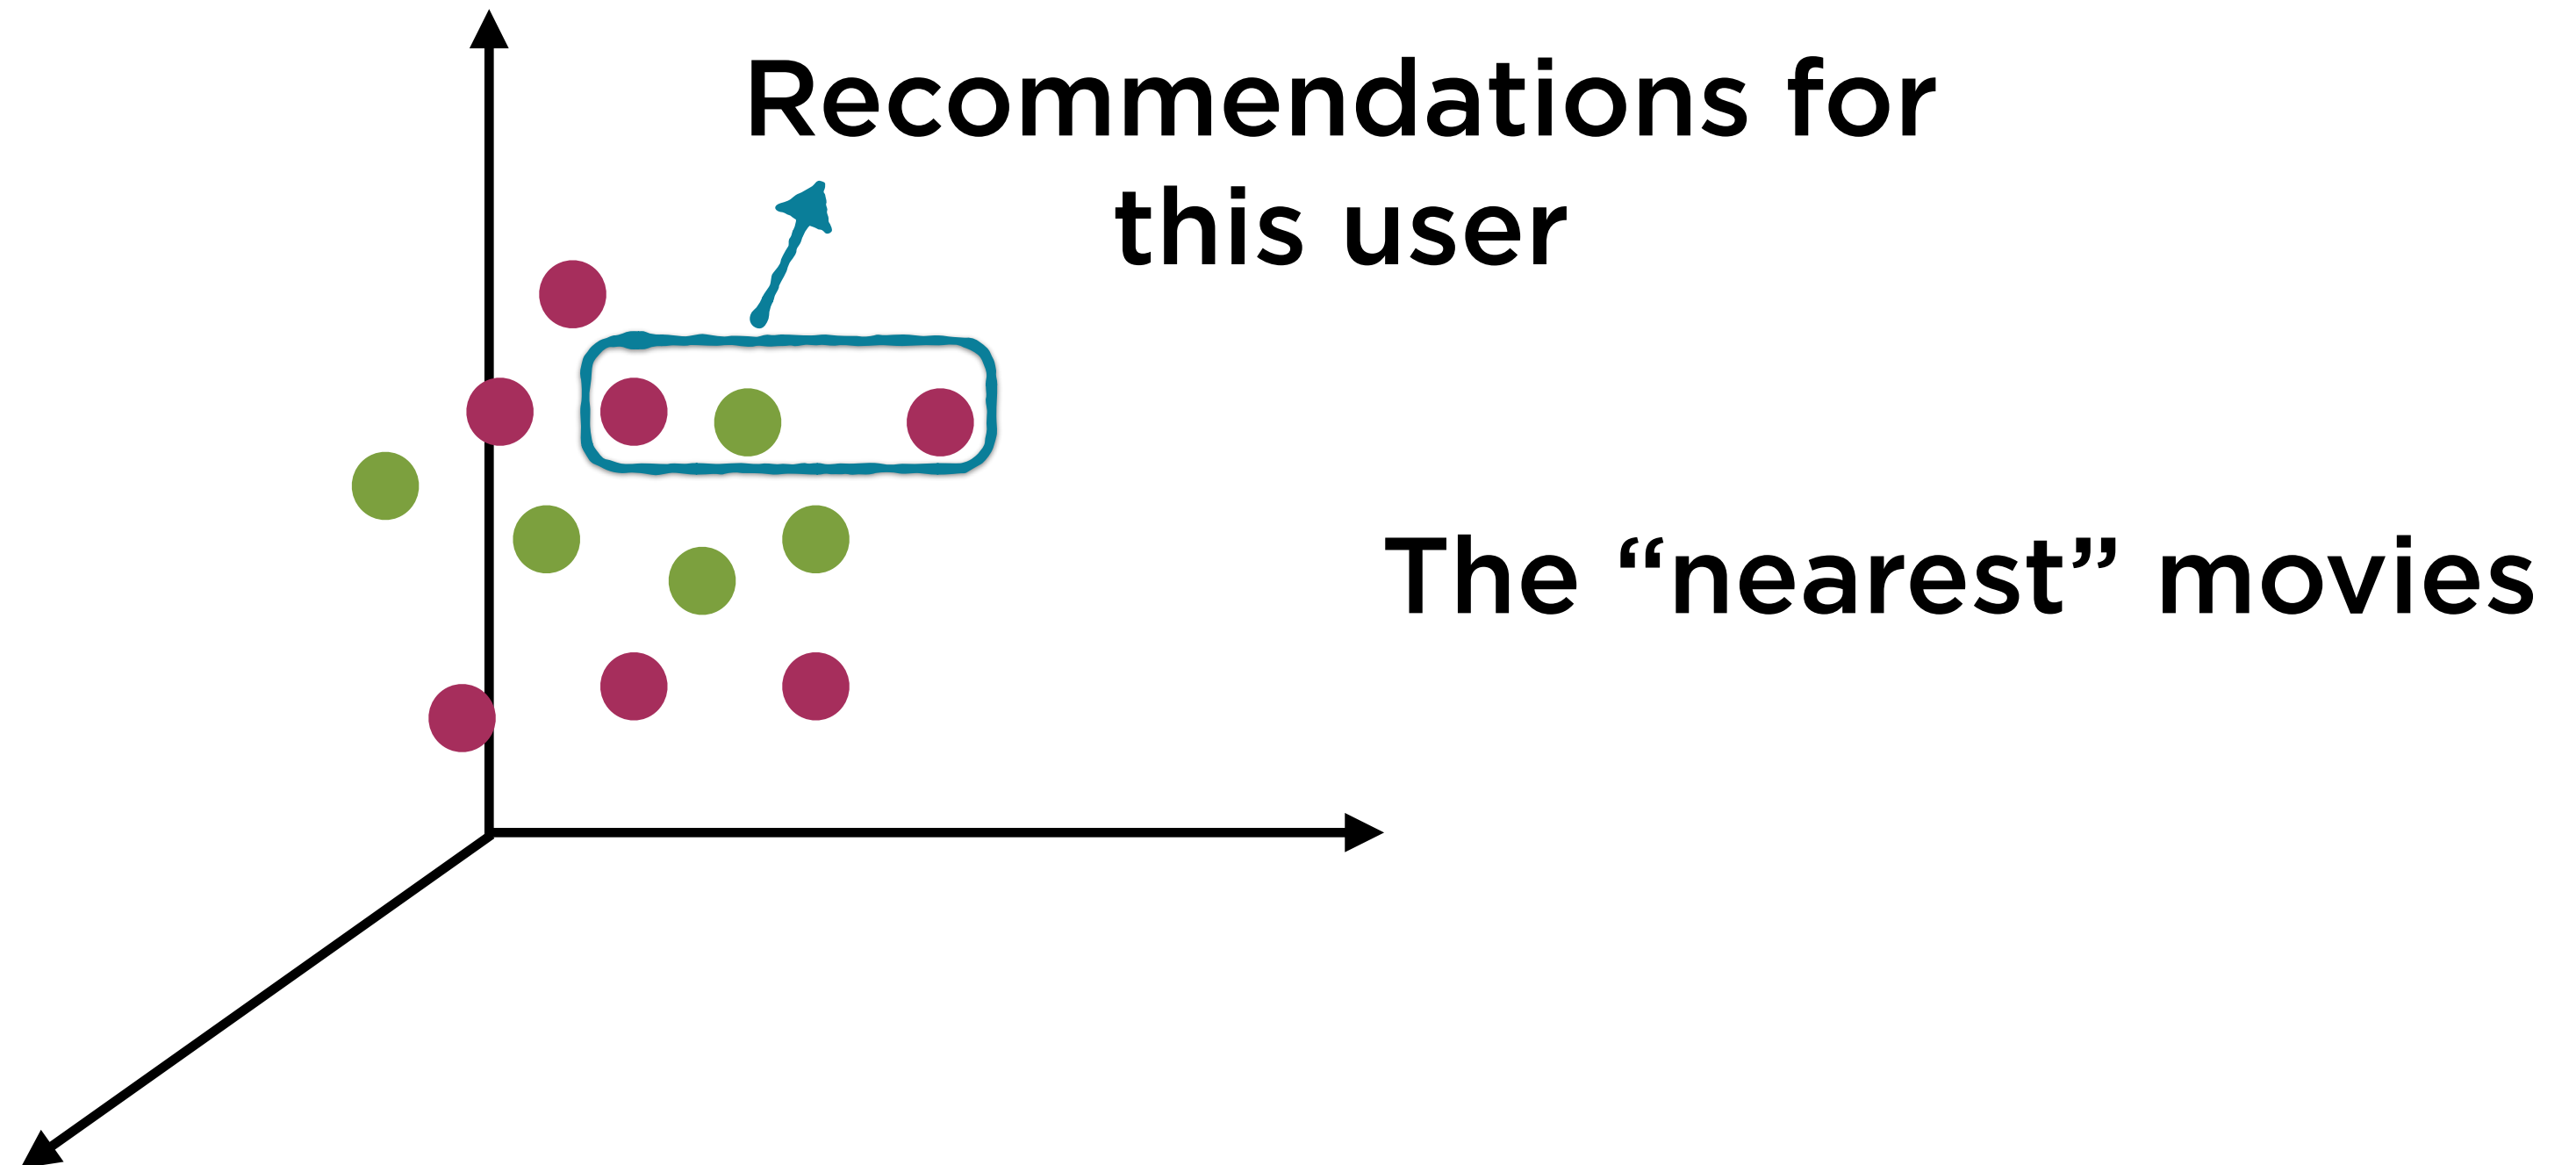 Recommendations for
this user
The “nearest” movies